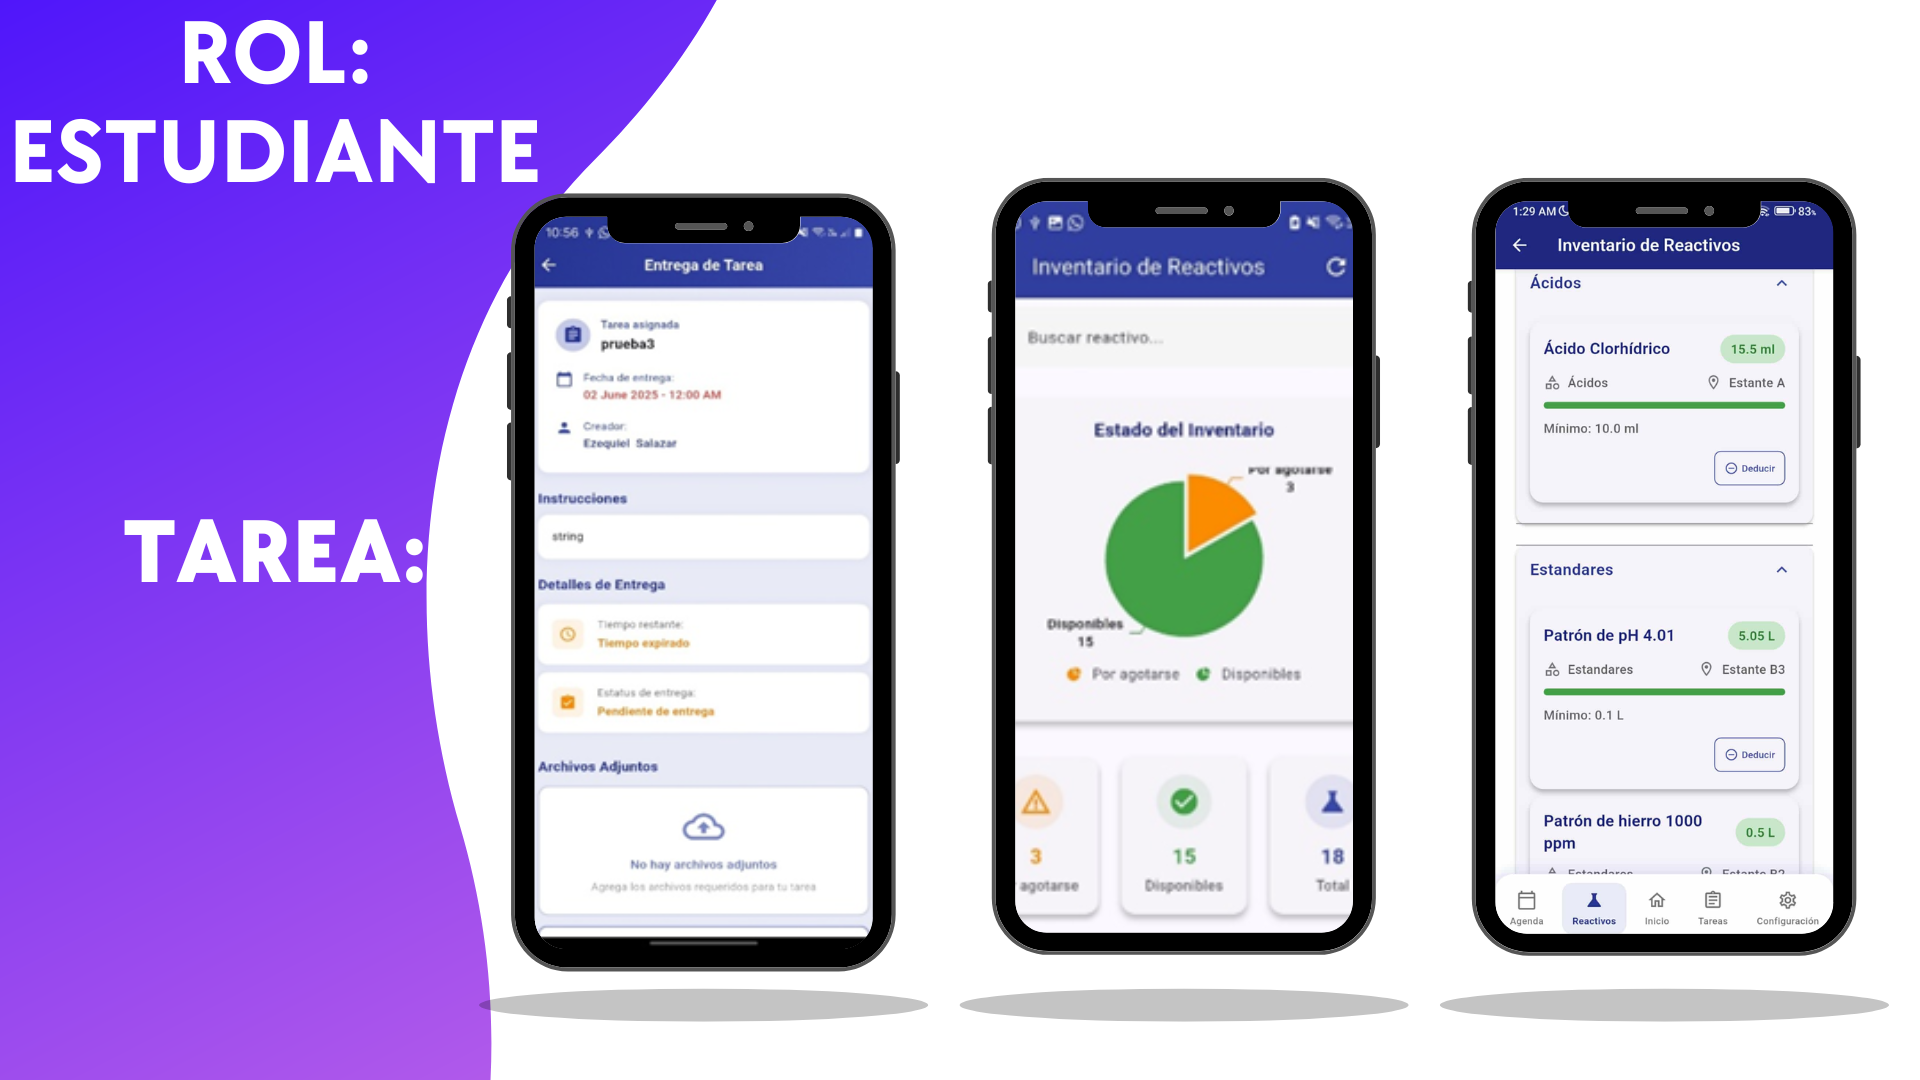 ROL:
ESTUDIANTE
TAREA:
10:56
Entrega de Tarea
Tarea asignada
prueba3
Fecha de entrega:
02 June 2025 - 12:00 AM
Creador:
Ezequiel Salazar
Instrucciones
string
Detalles de Entrega
Tiempo restante:
Tiempo expirado
Estatus de entrega:
Pendiente de entrega
Archivos Adjuntos
No hay archivos adjuntos
Agrega los archivos requeridos para tu tarea
Inventario de Reactivos
Buscar reactivo...
Estado del Inventario
Por agotarse
3
Disponibles
15
Por agotarse
Disponibles
3
agotarse
15
Disponibles
18
Total
1:29 AM
83%
Inventario de Reactivos
Ácidos
Ácido Clorhídrico
15.5 ml
Ácidos
Estante A
Mínimo: 10.0 ml
Deducir
Estandares
Patrón de pH 4.01
5.05 L
Estandares
Estante B3
Mínimo: 0.1 L
Deducir
Patrón de hierro 1000
ppm
0.5 L
Estandares
Estante B2
Agenda
Reactivos
Inicio
Tareas
Configuración